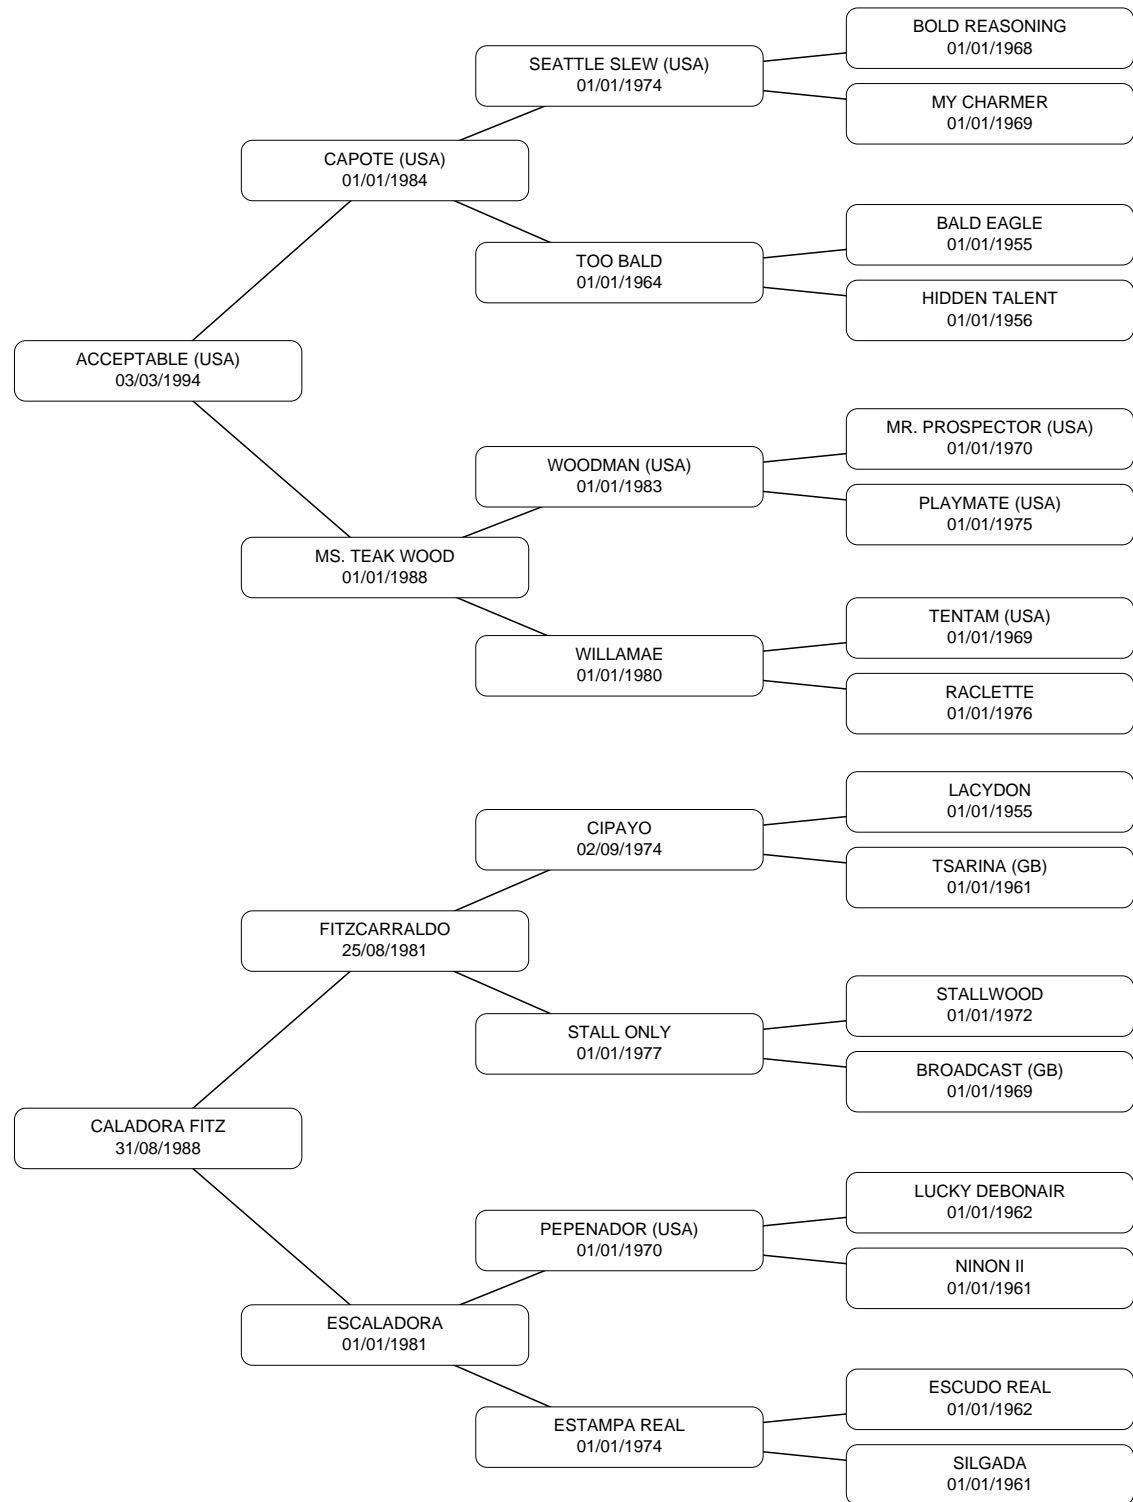 BOLD REASONING
01/01/1968
SEATTLE SLEW (USA)
01/01/1974
MY CHARMER
01/01/1969
CAPOTE (USA)
01/01/1984
BALD EAGLE
01/01/1955
TOO BALD
01/01/1964
HIDDEN TALENT
01/01/1956
ACCEPTABLE (USA)
03/03/1994
MR. PROSPECTOR (USA)
01/01/1970
WOODMAN (USA)
01/01/1983
PLAYMATE (USA)
01/01/1975
MS. TEAK WOOD
01/01/1988
TENTAM (USA)
01/01/1969
WILLAMAE
01/01/1980
RACLETTE
01/01/1976
LACYDON
01/01/1955
CIPAYO
02/09/1974
TSARINA (GB)
01/01/1961
FITZCARRALDO
25/08/1981
STALLWOOD
01/01/1972
STALL ONLY
01/01/1977
BROADCAST (GB)
01/01/1969
CALADORA FITZ
31/08/1988
LUCKY DEBONAIR
01/01/1962
PEPENADOR (USA)
01/01/1970
NINON II
01/01/1961
ESCALADORA
01/01/1981
ESCUDO REAL
01/01/1962
ESTAMPA REAL
01/01/1974
SILGADA
01/01/1961